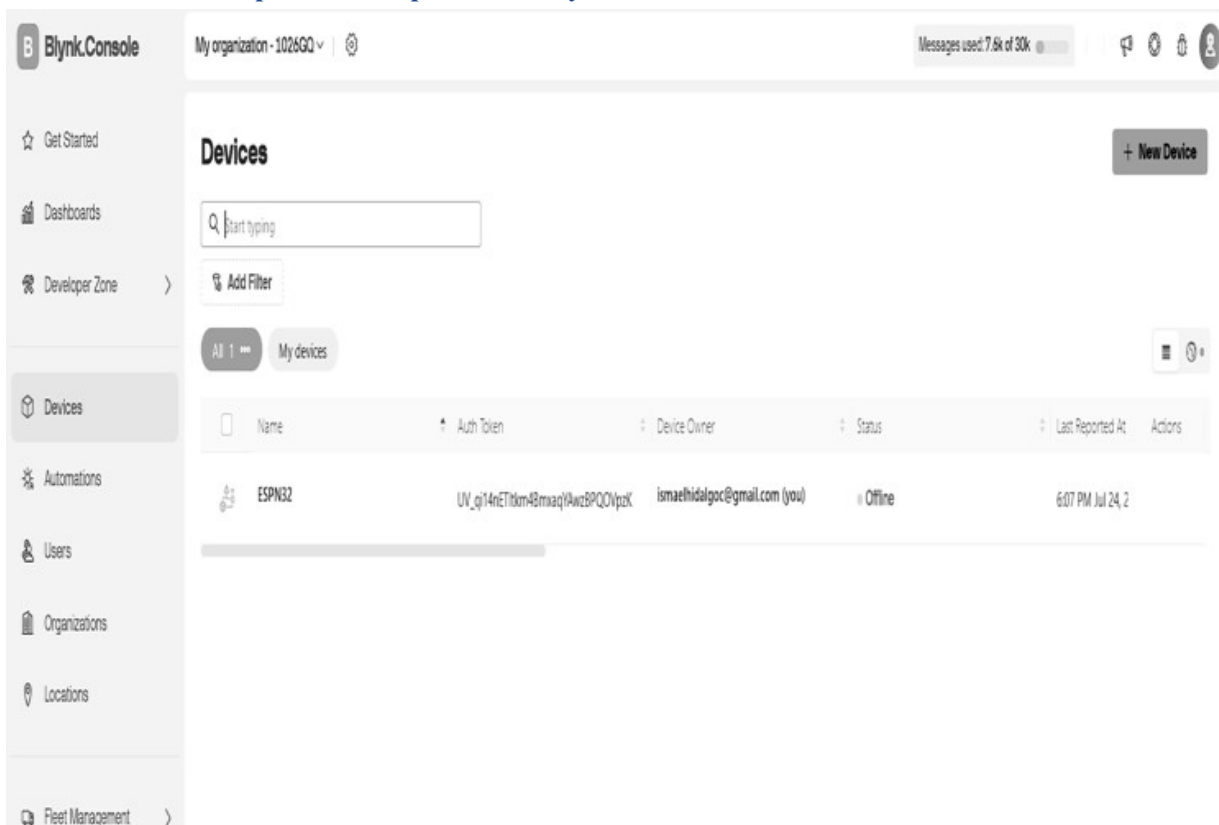 B Blynk.Console
My organization - 1026GQ
Messages used: 7.6k of 30k
Get Started
Dashboards
Developer Zone
Devices
Automations
Users
Organizations
Locations
Fleet Management
Devices
+ New Device
Start typing
Add Filter
All 1
My devices
Name Auth Token Device Owner Status Last Reported At Actions
ESPN32 ismaelhidalgoc@gmail.com (you) Offline 6:07 PM Jul 24, 2